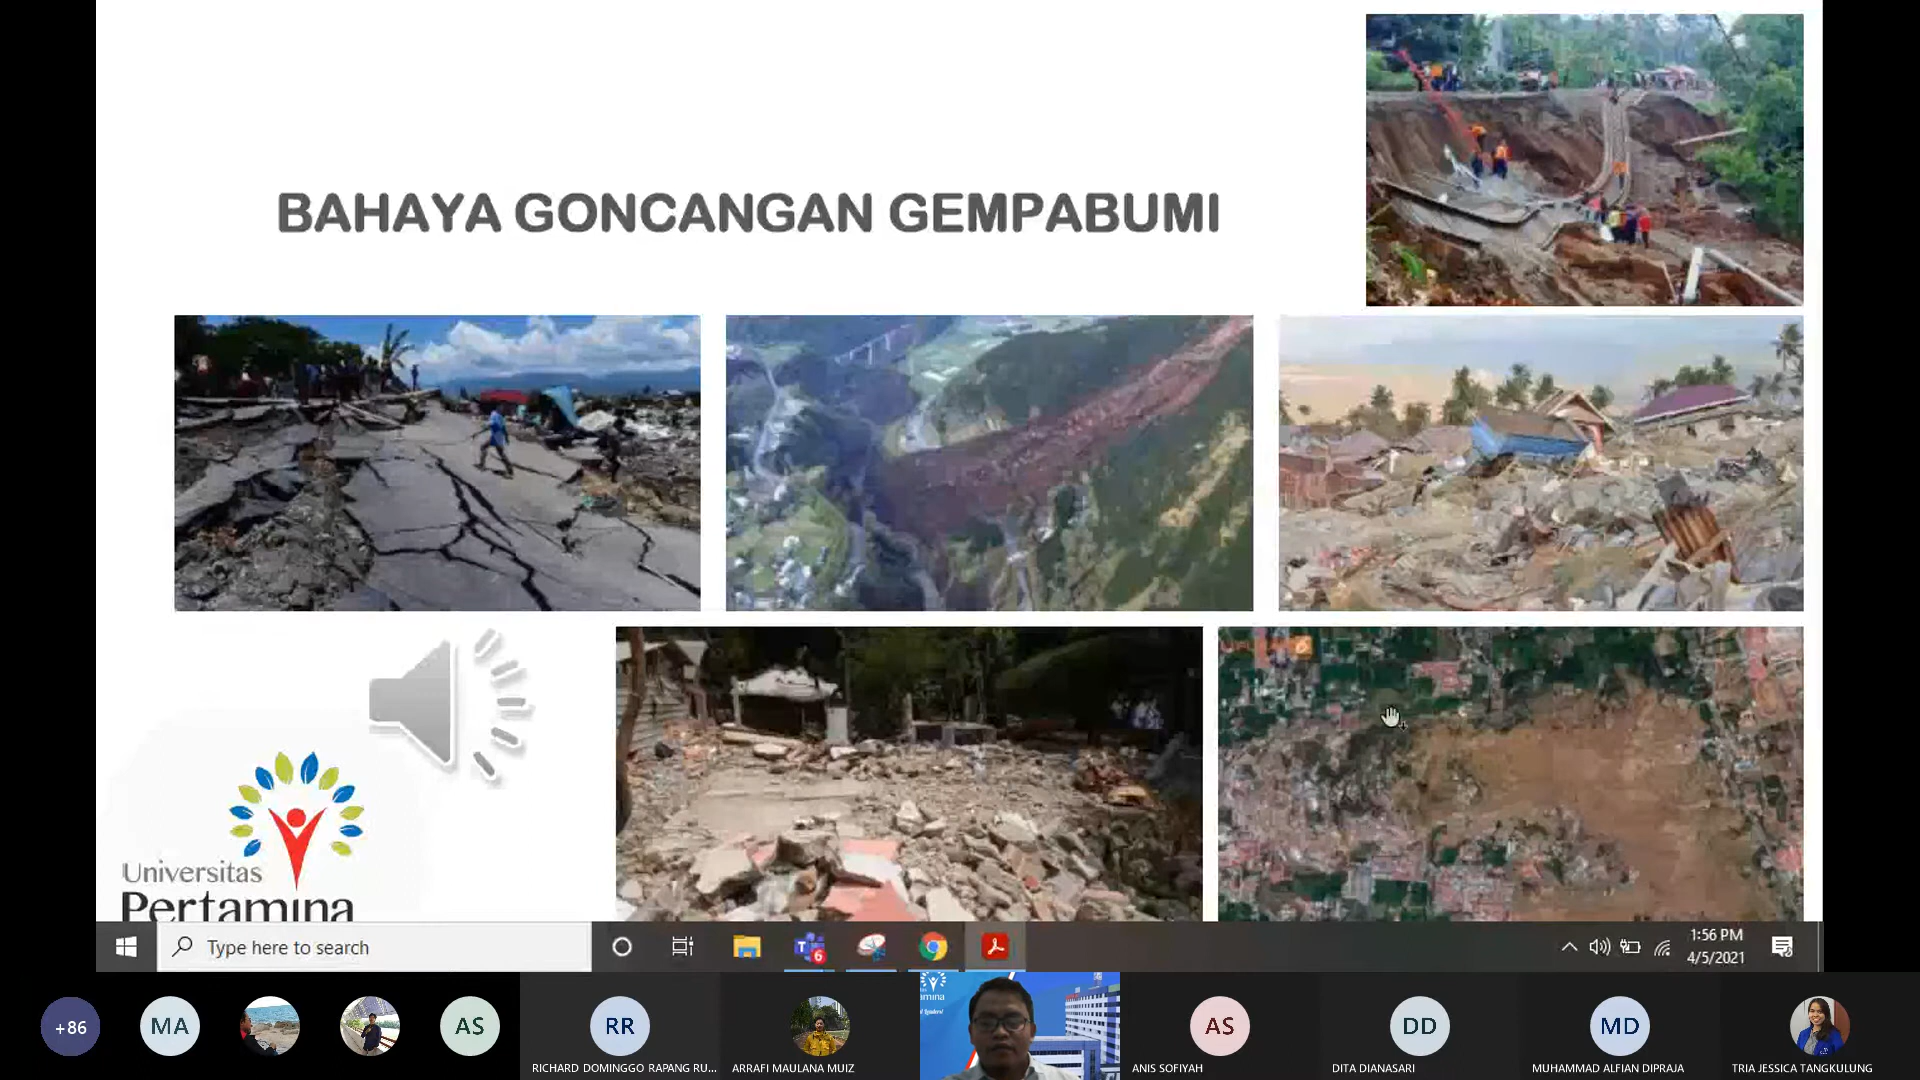 BAHAYA GONCANGAN GEMPABUMI
Universitas
Pertamina
Type here to search
6
1:56 PM
4/5/2021
+86
MA
AS
RR
RICHARD DOMINGGO RAPANG RU...
ARRAFI MAULANA MUIZ
AS
ANIS SOFIYAH
DD
DITA DIANASARI
MD
MUHAMMAD ALFIAN DIPRAJA
TRIA JESSICA TANGKULUNG